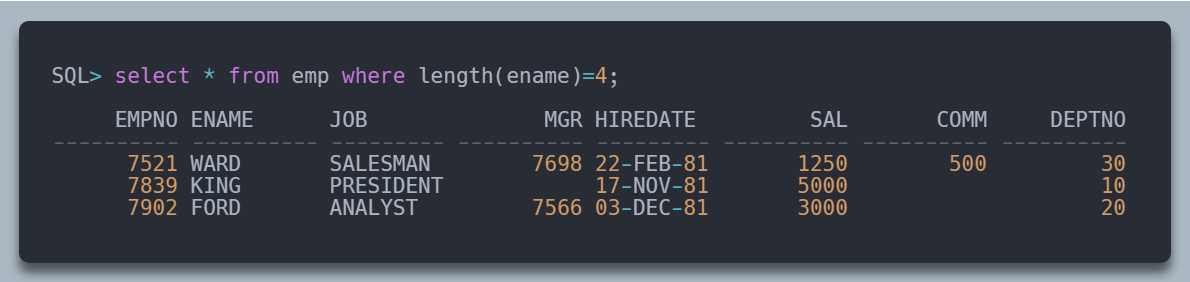 SQL> select * from emp where length(ename)=4;
     EMPNO ENAME      JOB              MGR HIREDATE         SAL       COMM     DEPTNO
---------- ---------- --------- ---------- --------- ---------- ---------- ----------
      7521 WARD       SALESMAN        7698 22-FEB-81       1250        500         30
      7839 KING       PRESIDENT            17-NOV-81       5000                    10
      7902 FORD       ANALYST         7566 03-DEC-81       3000                    20